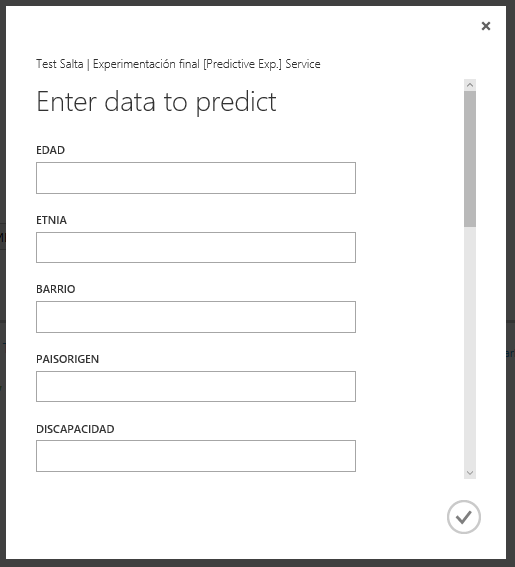 Test Salta | Experimentación final [Predictive Exp.] Service
Enter data to predict
EDAD
ETNIA
BARRIO
PAISORIGEN
DISCAPACIDAD